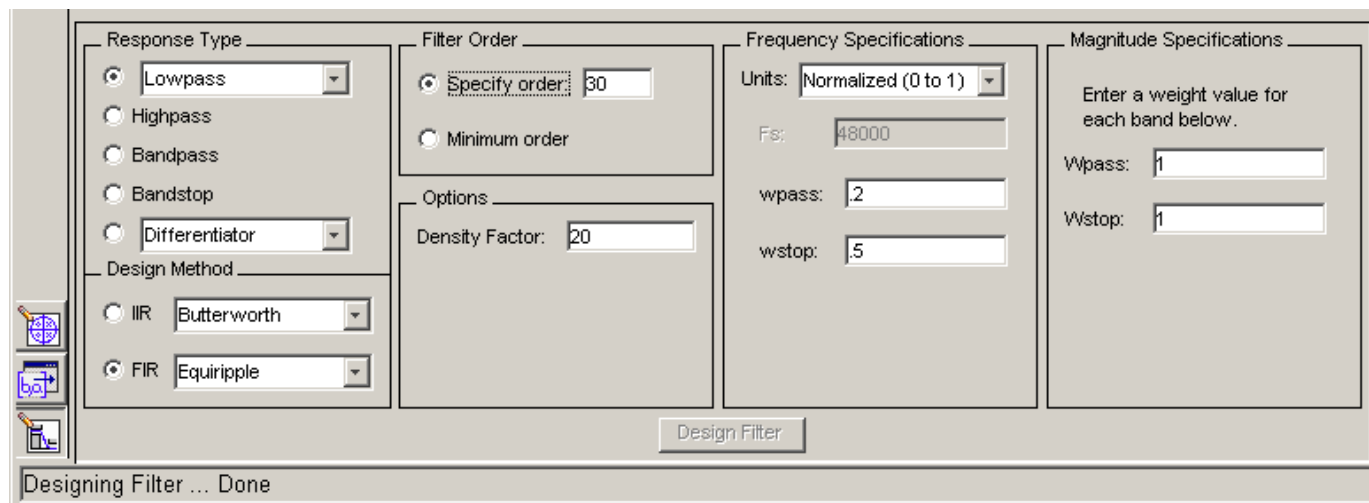 Response Type
Lowpass
Highpass
Bandpass
Bandstop
Differentiator
Design Method
IIR Butterworth
FIR Equiripple
Filter Order
Specify order: 30
Minimum order
Options
Density Factor: 20
Frequency Specifications
Units: Normalized (0 to 1)
Fs: 48000
wpass: .2
wstop: .5
Magnitude Specifications
Enter a weight value for
each band below.
Wpass: 1
Wstop: 1
Design Filter
Designing Filter ... Done